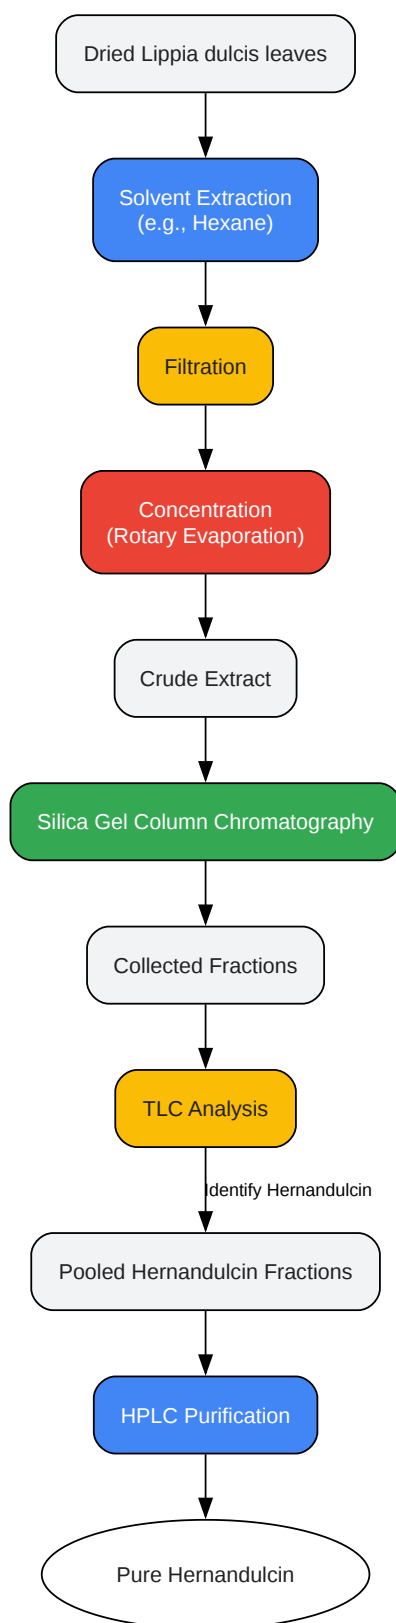 Dried Lippia dulcis leaves
Solvent Extraction
(e.g., Hexane)
Filtration
Concentration
(Rotary Evaporation)
Crude Extract
Silica Gel Column Chromatography
Collected Fractions
TLC Analysis
Identify Hernandulcin
Pooled Hernandulcin Fractions
HPLC Purification
Pure Hernandulcin